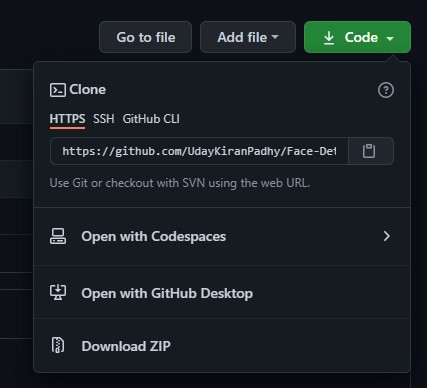 Go to file Add file Code
Clone
HTTPS SSH GitHub CLI
https://github.com/UdayKiranPadhy/Face-Det
Use Git or checkout with SVN using the web URL.
Open with Codespaces
Open with GitHub Desktop
Download ZIP